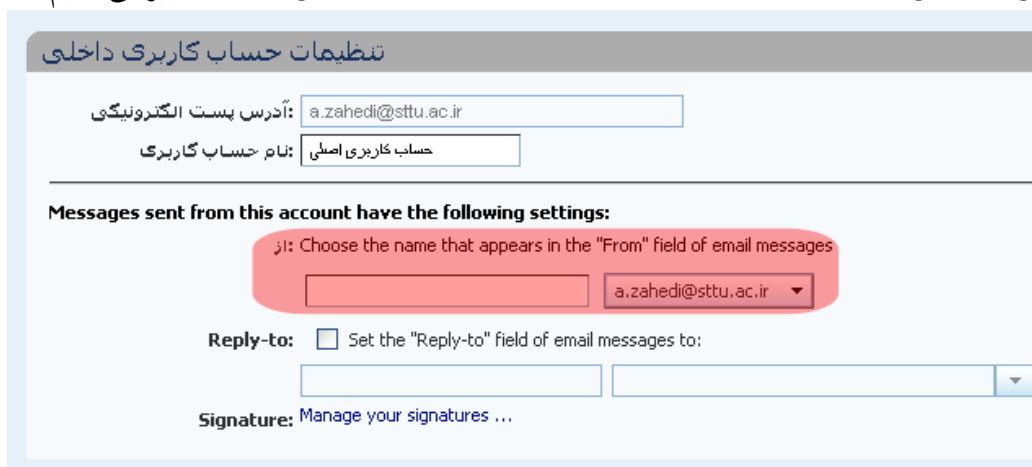 تنظیمات حساب کاربری داخلی
آدرس پست الکترونیکی: a.zahedi@sttu.ac.ir
نام حساب کاربری: حساب کاربری اصلی
Messages sent from this account have the following settings:
از: Choose the name that appears in the "From" field of email messages
a.zahedi@sttu.ac.ir
Reply-to: Set the "Reply-to" field of email messages to:
Signature: Manage your signatures ...